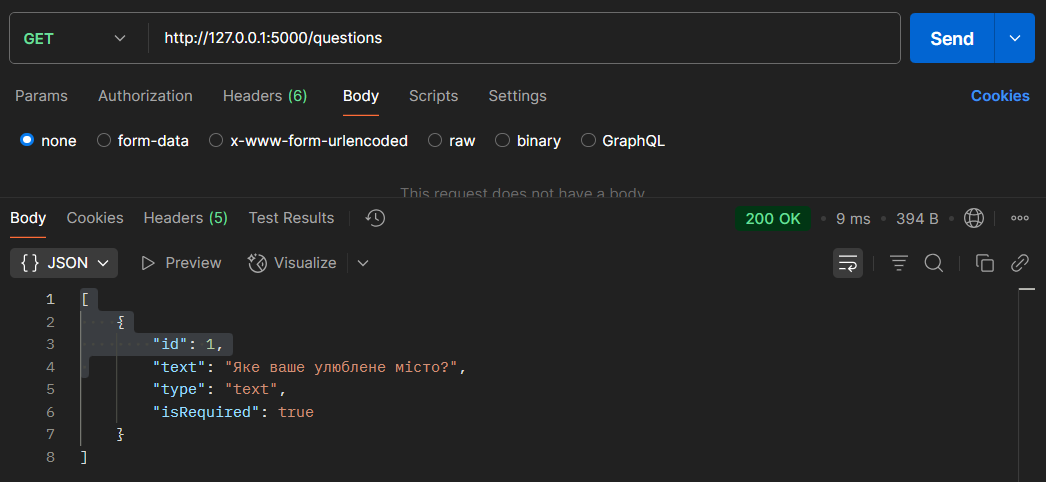 GET http://127.0.0.1:5000/questions Send
Params Authorization Headers (6) Body Scripts Settings Cookies
none form-data x-www-form-urlencoded raw binary GraphQL
This request does not have a body
Body Cookies Headers (5) Test Results 200 OK • 9 ms • 394 B •
{} JSON Preview Visualize
1 [
2 {
3 "id": 1,
4 "text": "Яке ваше улюблене місто?",
5 "type": "text",
6 "isRequired": true
7 }
8 ]